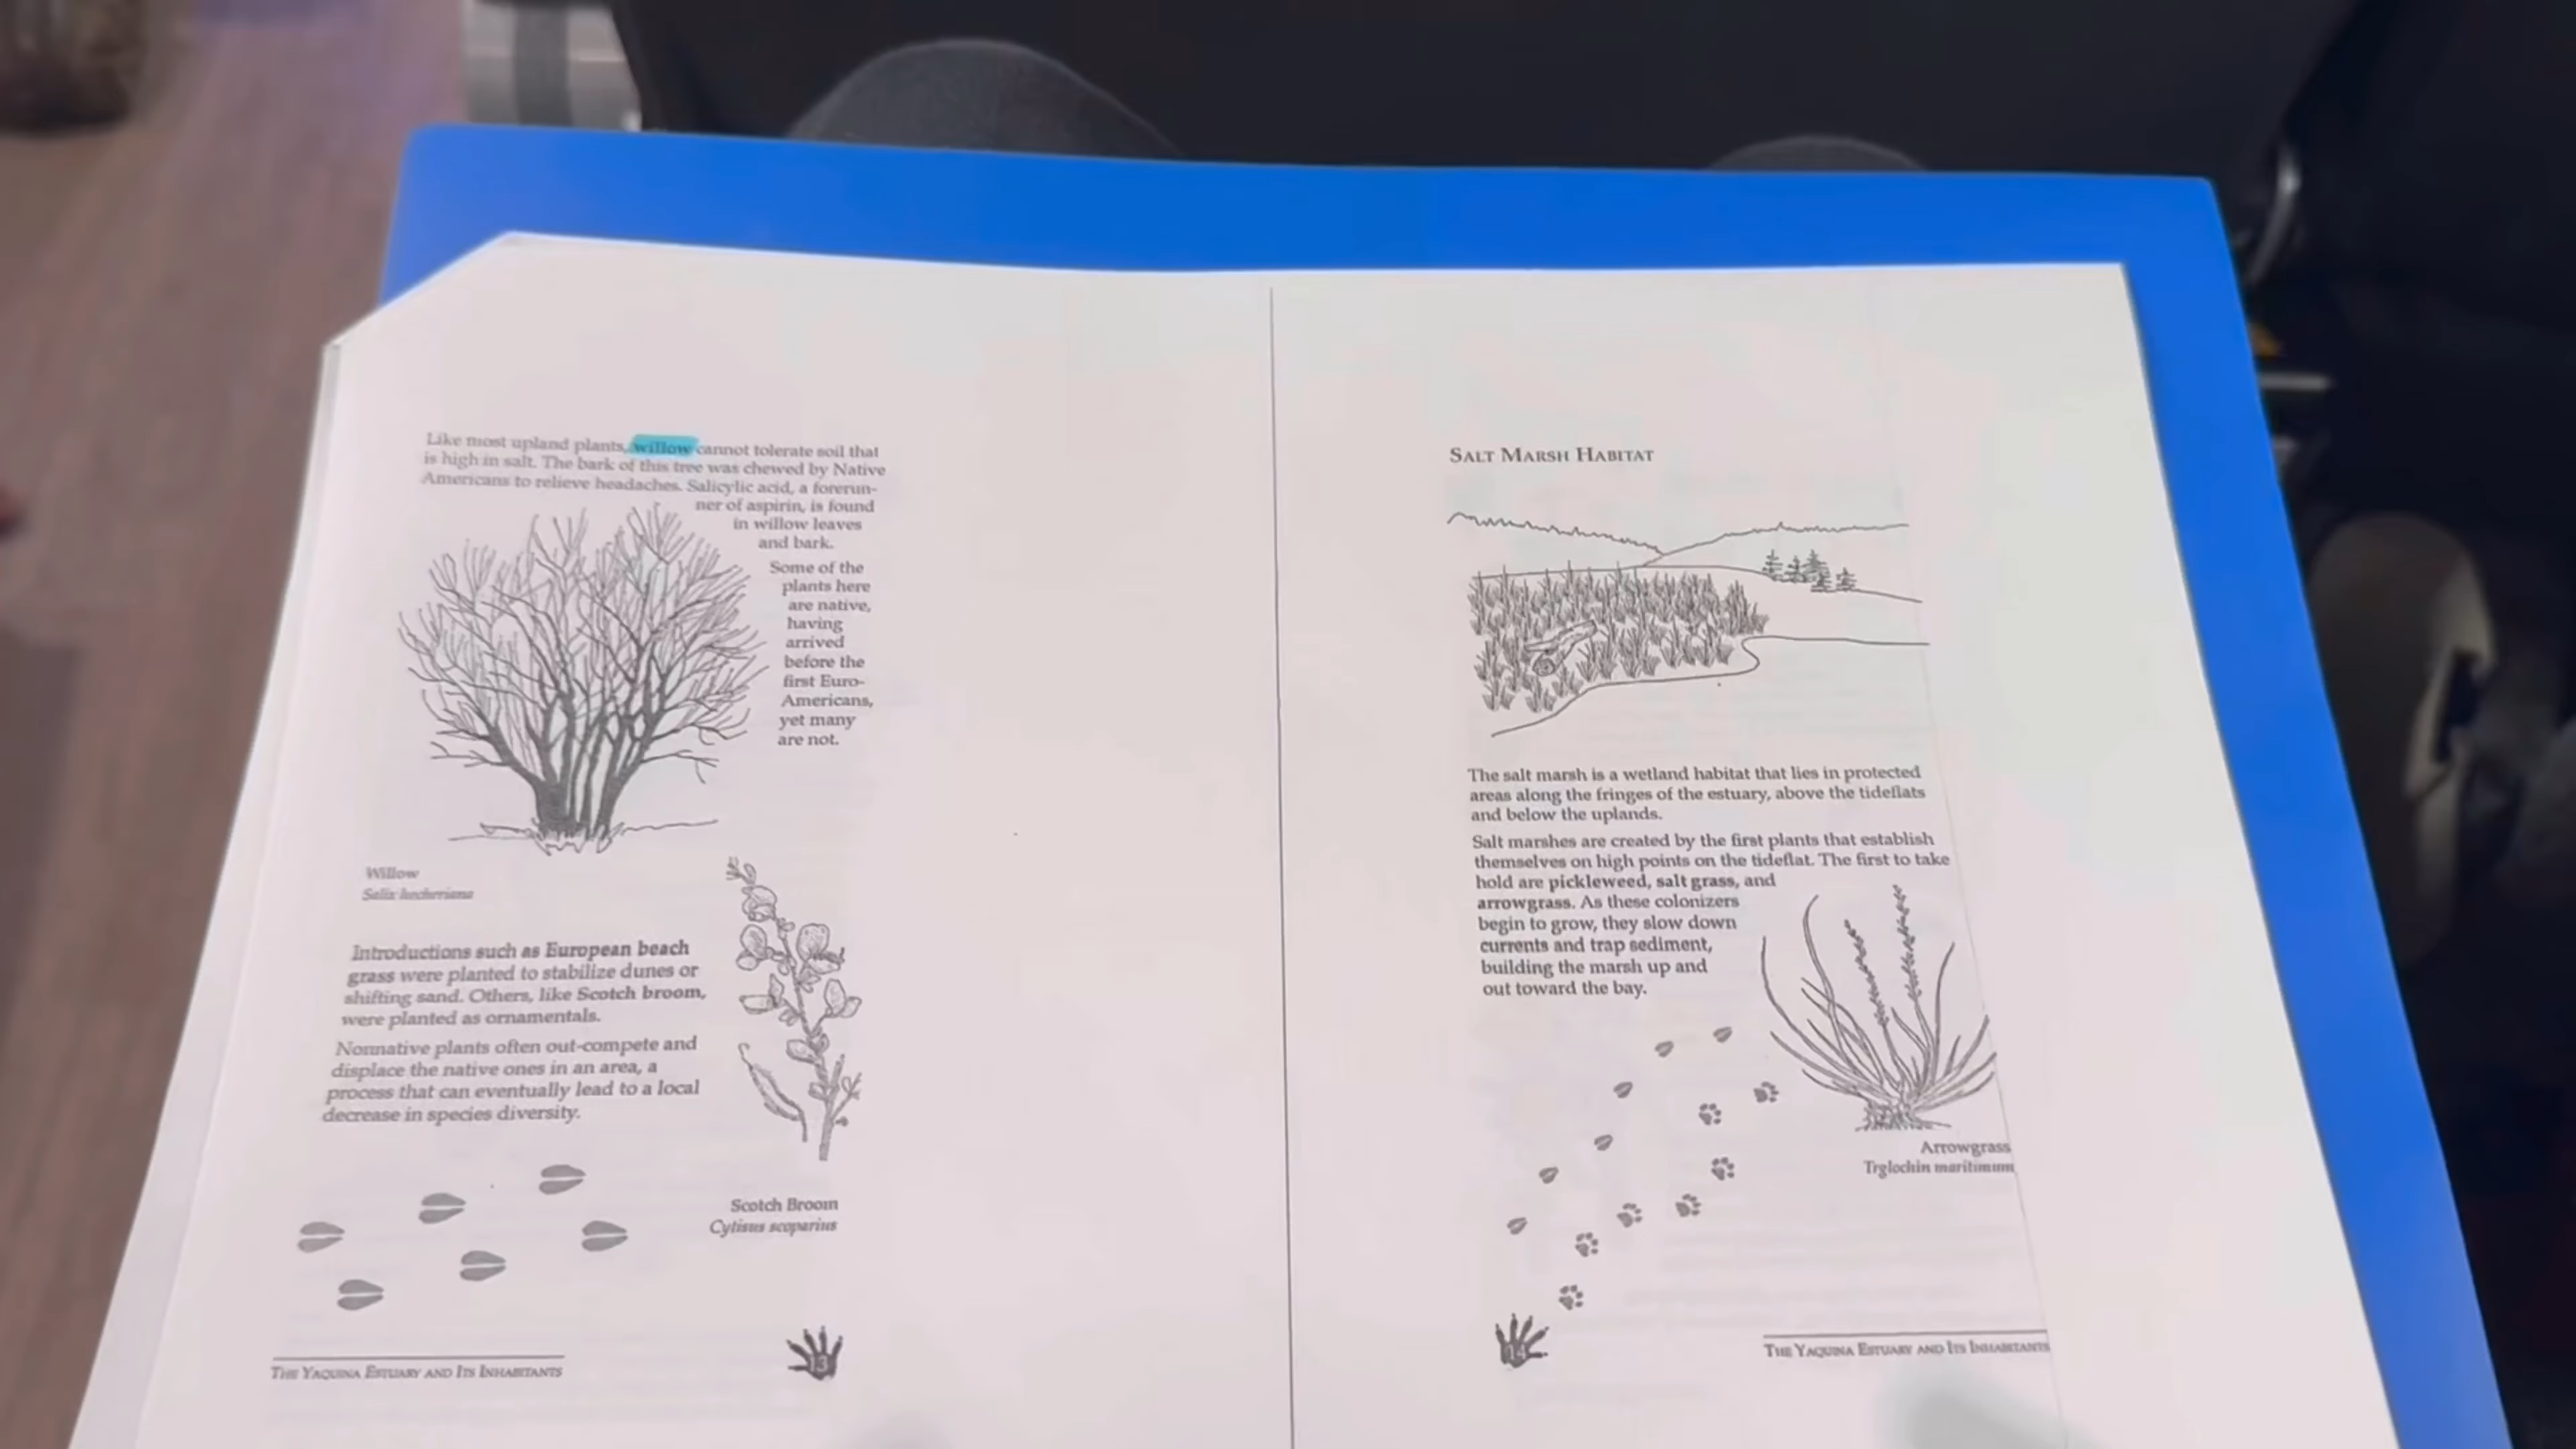 Like most upland plants, willow cannot tolerate soil that
is high in salt. The bark of this tree was chewed by Native
Americans to relieve headaches. Salicylic acid, a forerun-
ner of aspirin, is found
in willow leaves
and bark.
Some of the
plants here
are native,
having
arrived
before the
first Euro-
Americans,
yet many
are not.
Willow
Salix hookeriana
Introductions such as European beach
grass were planted to stabilize dunes or
shifting sand. Others, like Scotch broom,
were planted as ornamentals.
Nonnative plants often out-compete and
displace the native ones in an area, a
process that can eventually lead to a local
decrease in species diversity.
Scotch Broom
Cytisus scoparius
THE YAQUINA ESTUARY AND ITS INHABITANTS
13
SALT MARSH HABITAT
The salt marsh is a wetland habitat that lies in protected
areas along the fringes of the estuary, above the tideflats
and below the uplands.
Salt marshes are created by the first plants that establish
themselves on high points on the tideflat. The first to take
hold are pickleweed, salt grass, and
arrowgrass. As these colonizers
begin to grow, they slow down
currents and trap sediment,
building the marsh up and
out toward the bay.
Arrowgrass
Trglochin maritimum
14
THE YAQUINA ESTUARY AND ITS INHABITANTS